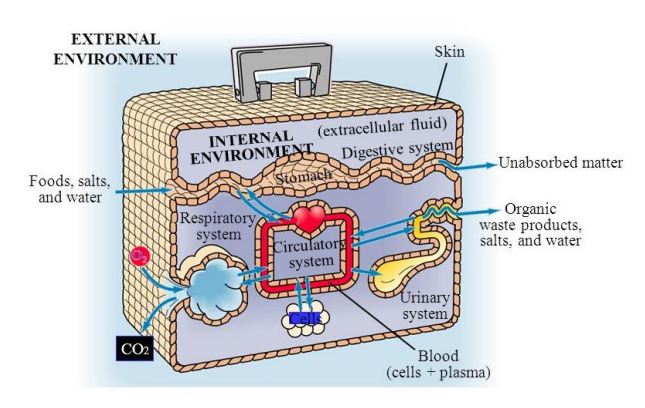 EXTERNAL
ENVIRONMENT
Skin
INTERNAL
ENVIRONMENT
(extracellular fluid)
Digestive system
Unabsorbed matter
Stomach
Foods, salts,
and water
Respiratory
system
Organic
waste products,
salts, and water
Circulatory
system
O2
Urinary
system
Cells
CO2
Blood
(cells + plasma)